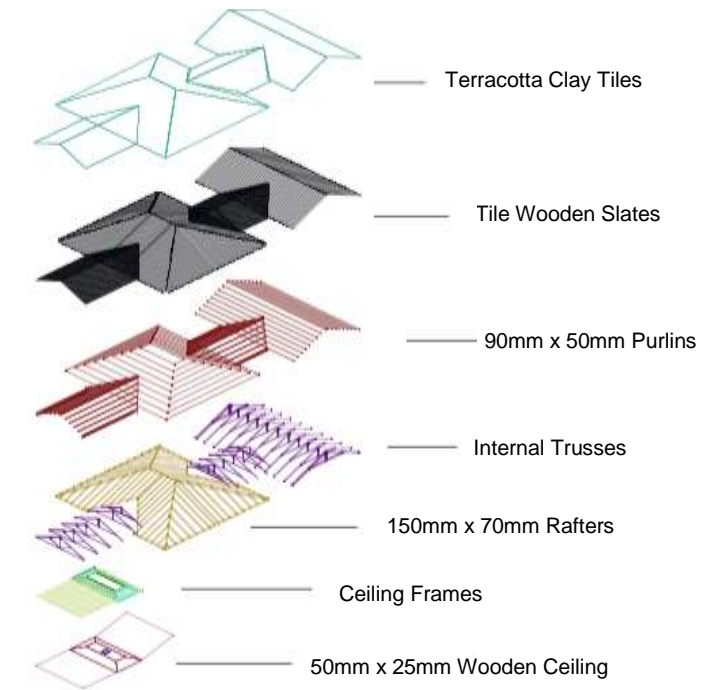 Terracotta Clay Tiles
Tile Wooden Slates
90mm x 50mm Purlins
Internal Trusses
150mm x 70mm Rafters
Ceiling Frames
50mm x 25mm Wooden Ceiling